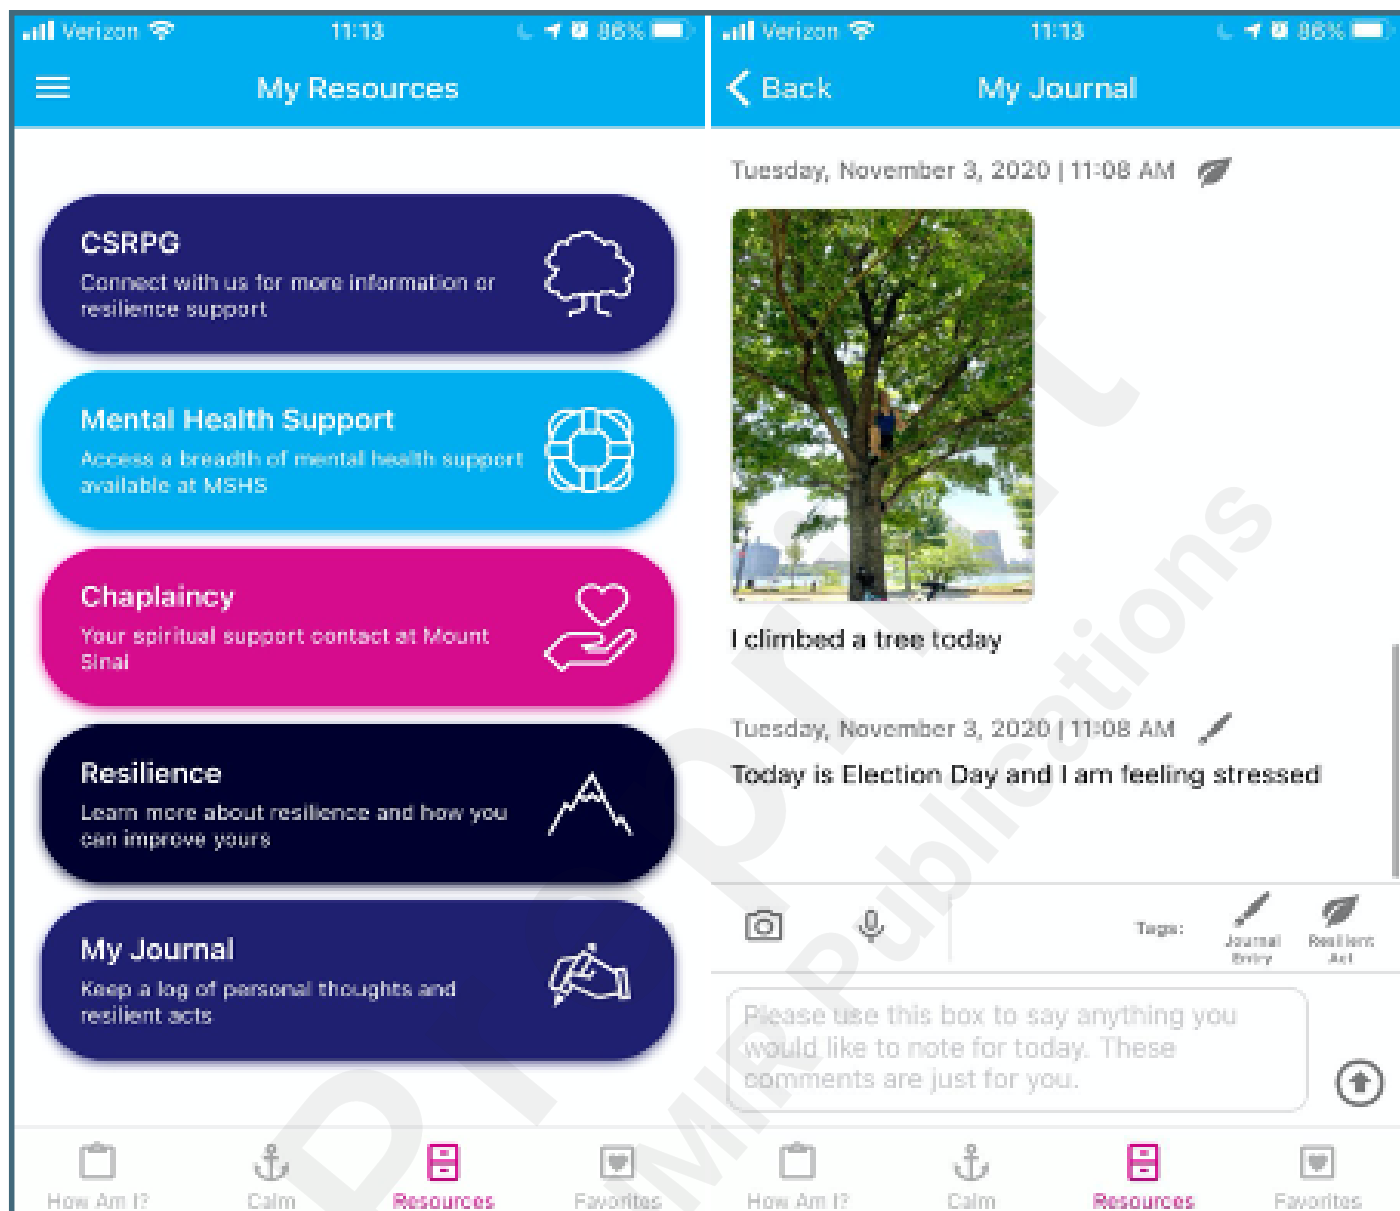 Verizon 11:13 86%
My Resources
CSRPG
Connect with us for more information or
resilience support
Mental Health Support
Access a breadth of mental health support
available at MSHS
Chaplaincy
Your spiritual support contact at Mount
Sinai
Resilience
Learn more about resilience and how you
can improve yours
My Journal
Keep a log of personal thoughts and
resilient acts
How Am I? Calm Resources Favorites
Verizon 11:13 86%
Back My Journal
Tuesday, November 3, 2020 | 11:08 AM
I climbed a tree today
Tuesday, November 3, 2020 | 11:08 AM
Today is Election Day and I am feeling stressed
Tags:
Journal Resilient
Entry Act
Please use this box to say anything you
would like to note for today. These
comments are just for you.
How Am I? Calm Resources Favorites
Preprint
JMIR Publications